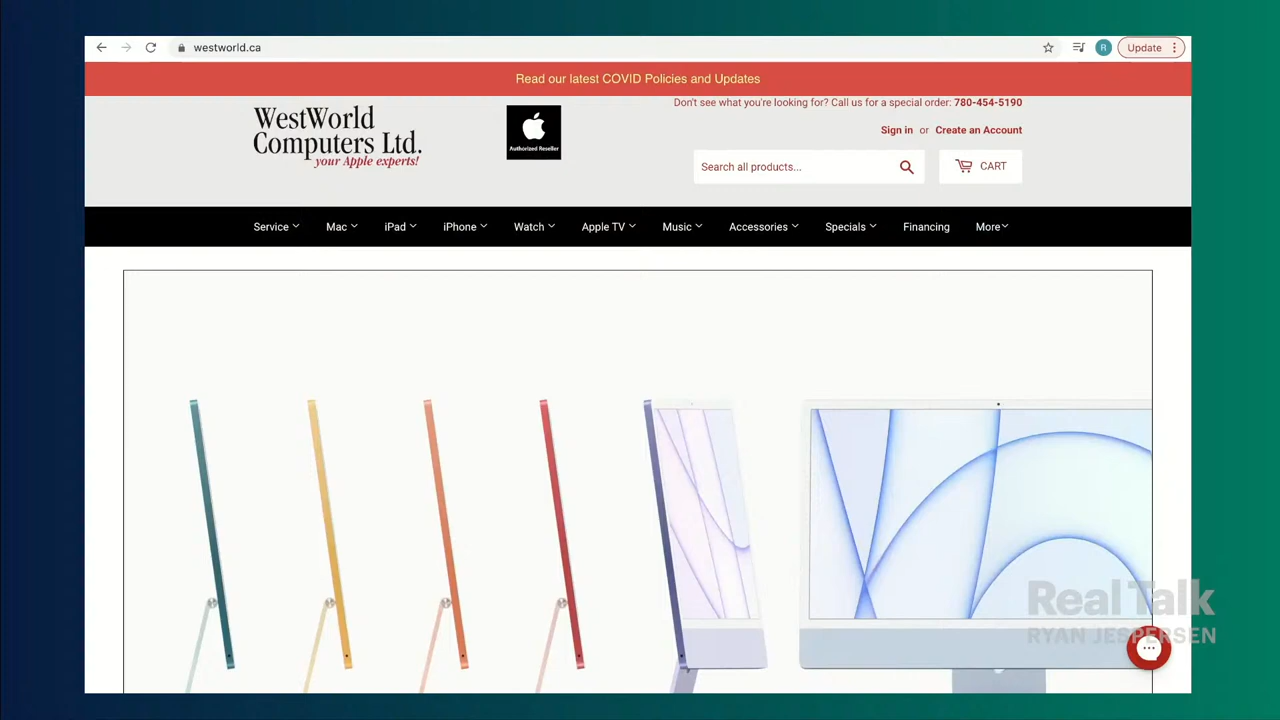 westworld.ca
R
Update
Read our latest COVID Policies and Updates
Don't see what you're looking for? Call us for a special order: 780-454-5190
WestWorld
Computers Ltd.
your Apple experts!
Authorized Reseller
Sign in or Create an Account
Search all products...
CART
Service Mac iPad iPhone Watch Apple TV Music Accessories Specials Financing More
Real Talk
RYAN JESPERSEN